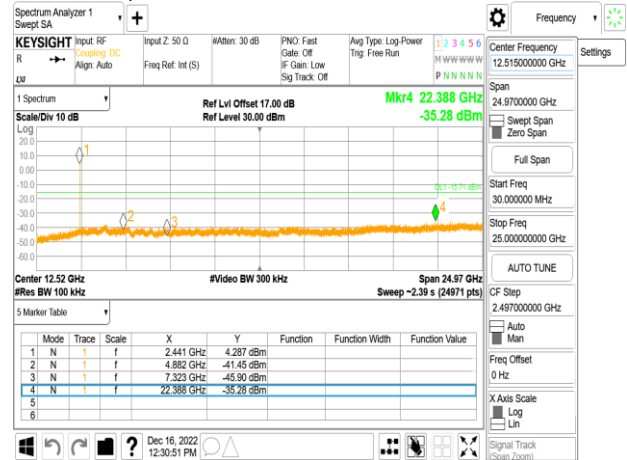 Spectrum Analyzer 1
Swept SA
Frequency
KEYSIGHT Input: RF Input Z: 50 Ω #Atten: 30 dB PNO: Fast Avg Type: Log-Power 1 2 3 4 5 6
R Coupling: DC Gate: Off Trig: Free Run
Align: Auto Freq Ref: Int (S) IF Gain: Low M W W W W W
Sig Track: Off P N N N N N
LXI
Settings
1 Spectrum
Ref Lvl Offset 17.00 dB Mkr4 22.388 GHz
Scale/Div 10 dB Ref Level 30.00 dBm -35.28 dBm
Log
20.0
10.0
0.00
-10.0
-20.0
-30.0
-40.0
-50.0
-60.0
1
2
3
4
DL1 -15.71 dBm
Center 12.52 GHz #Video BW 300 kHz Span 24.97 GHz
#Res BW 100 kHz Sweep ~2.39 s (24971 pts)
5 Marker Table
Mode Trace Scale X Y Function Function Width Function Value
1 N 1 f 2.441 GHz 4.287 dBm
2 N 1 f 4.882 GHz -41.45 dBm
3 N 1 f 7.323 GHz -45.90 dBm
4 N 1 f 22.388 GHz -35.28 dBm
5
6
Dec 16, 2022
12:30:51 PM
?
Center Frequency
12.515000000 GHz
Span
24.9700000 GHz
Swept Span
Zero Span
Full Span
Start Freq
30.000000 MHz
Stop Freq
25.000000000 GHz
AUTO TUNE
CF Step
2.497000000 GHz
Auto
Man
Freq Offset
0 Hz
X Axis Scale
Log
Lin
Signal Track
(Span Zoom)